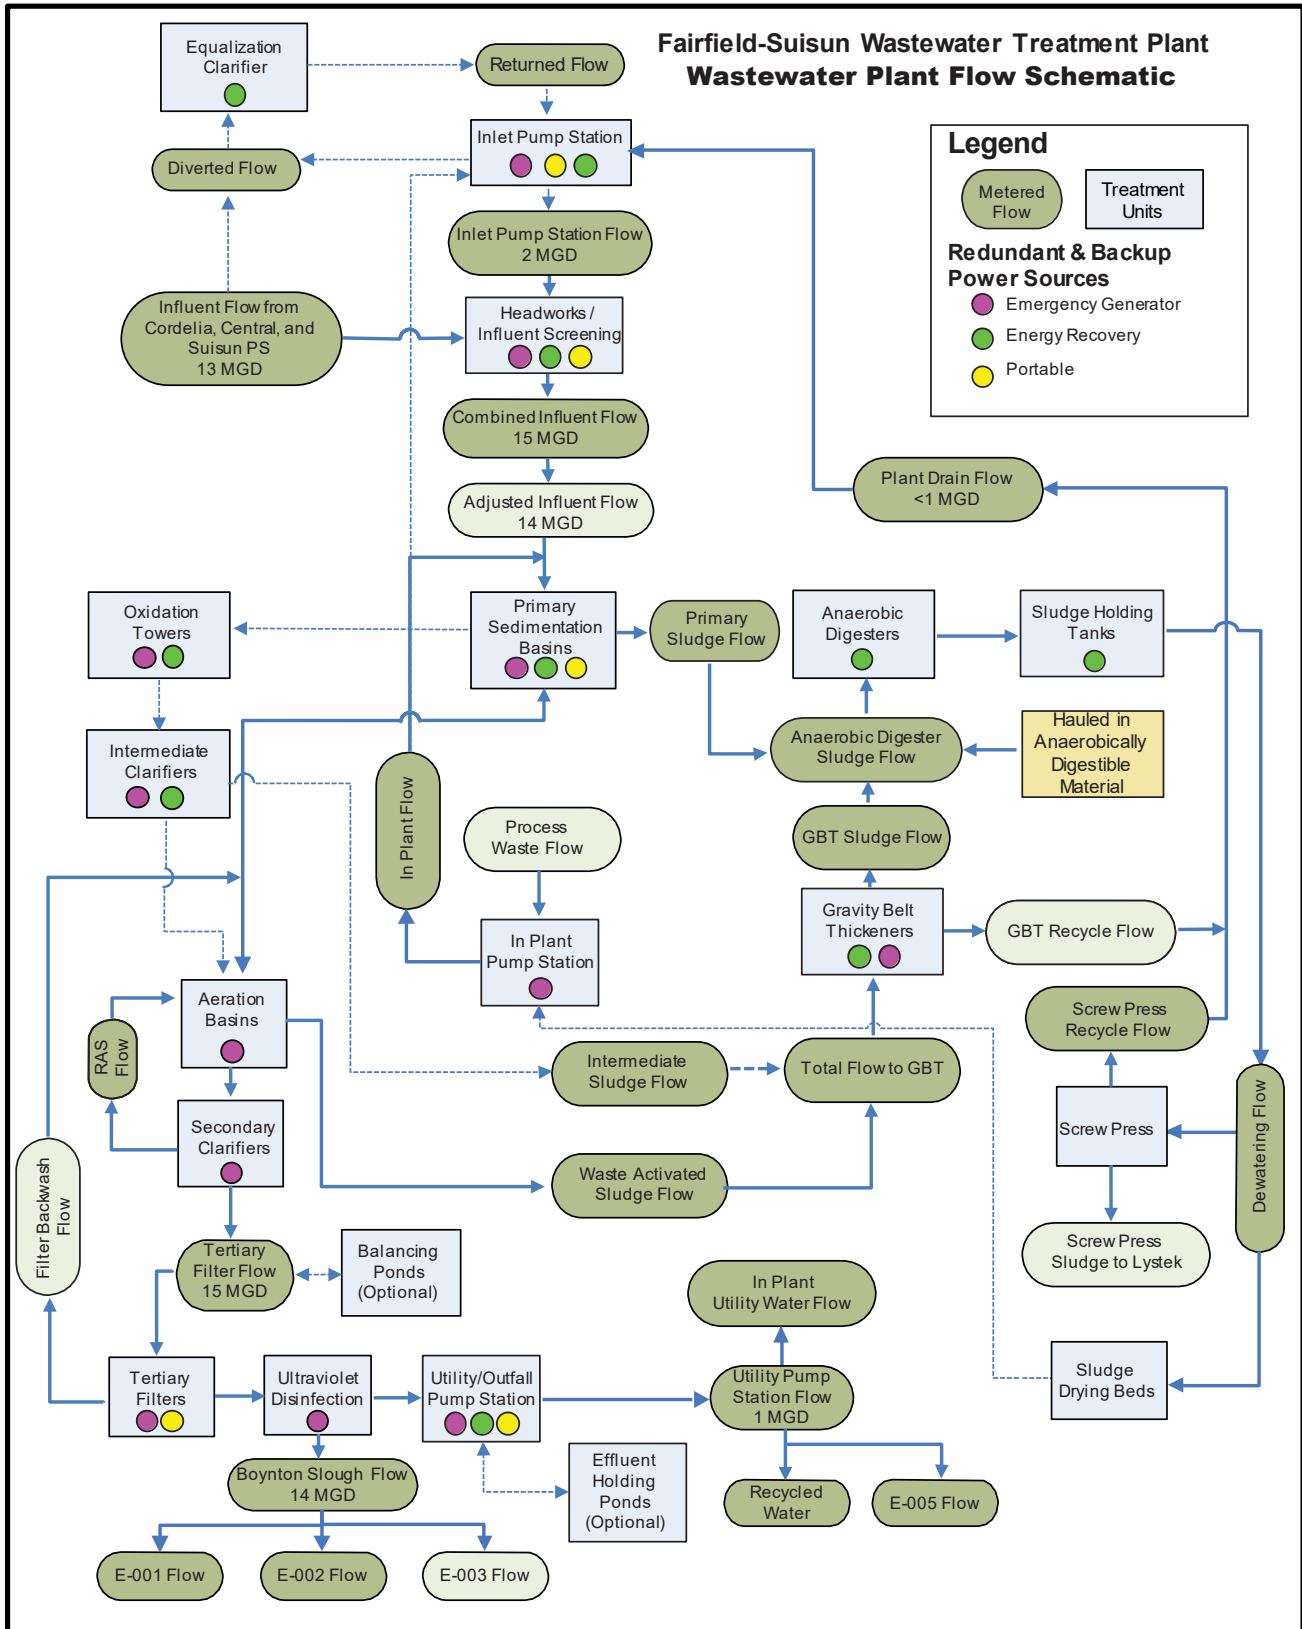 Fairfield-Suisun Wastewater Treatment Plant
Wastewater Plant Flow Schematic
Equalization
Clarifier
Returned Flow
Diverted Flow
Inlet Pump Station
Legend
Metered
Flow
Treatment
Units
Redundant & Backup
Power Sources
Emergency Generator
Energy Recovery
Portable
Inlet Pump Station Flow
2 MGD
Influent Flow from
Cordelia, Central, and
Suisun PS
13 MGD
Headworks /
Influent Screening
Combined Influent Flow
15 MGD
Adjusted Influent Flow
14 MGD
Plant Drain Flow
<1 MGD
Oxidation
Towers
Primary
Sedimentation
Basins
Primary
Sludge Flow
Anaerobic
Digesters
Sludge Holding
Tanks
Intermediate
Clarifiers
Anaerobic Digester
Sludge Flow
Hauled in
Anaerobically
Digestible
Material
In Plant Flow
Process
Waste Flow
GBT Sludge Flow
In Plant
Pump Station
Gravity Belt
Thickeners
GBT Recycle Flow
Aeration
Basins
RAS
Flow
Screw Press
Recycle Flow
Intermediate
Sludge Flow
Total Flow to GBT
Secondary
Clarifiers
Screw Press
Dewatering Flow
Filter Backwash
Flow
Waste Activated
Sludge Flow
Screw Press
Sludge to Lystek
Tertiary
Filter Flow
15 MGD
Balancing
Ponds
(Optional)
In Plant
Utility Water Flow
Tertiary
Filters
Ultraviolet
Disinfection
Utility/Outfall
Pump Station
Utility Pump
Station Flow
1 MGD
Sludge
Drying Beds
Boynton Slough Flow
14 MGD
Effluent
Holding
Ponds
(Optional)
Recycled
Water
E-005 Flow
E-001 Flow
E-002 Flow
E-003 Flow